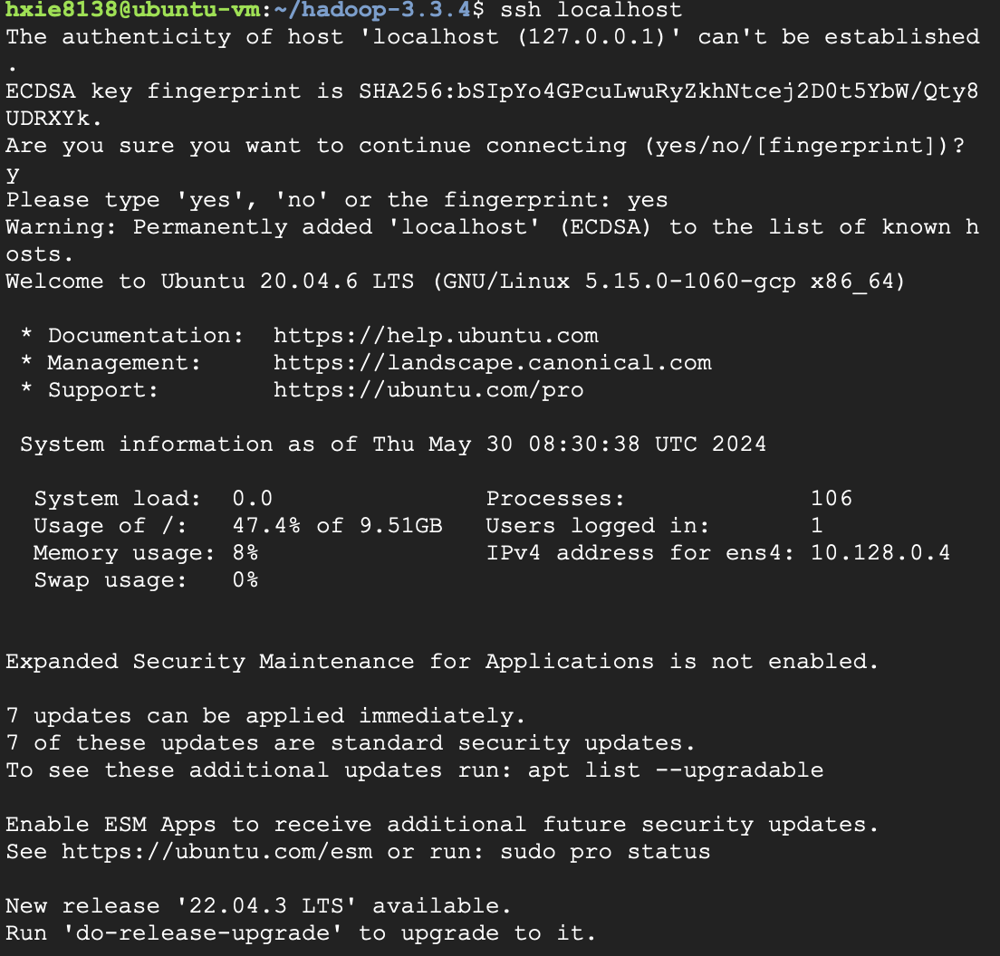 hxie8138@ubuntu-vm:~/hadoop-3.3.4$ ssh localhost
The authenticity of host 'localhost (127.0.0.1)' can't be established
.
ECDSA key fingerprint is SHA256:bSIpYo4GPcuLwuRyZkhNtcej2D0t5YbW/Qty8
UDRXYk.
Are you sure you want to continue connecting (yes/no/[fingerprint])?
y
Please type 'yes', 'no' or the fingerprint: yes
Warning: Permanently added 'localhost' (ECDSA) to the list of known h
osts.
Welcome to Ubuntu 20.04.6 LTS (GNU/Linux 5.15.0-1060-gcp x86_64)

 * Documentation:  https://help.ubuntu.com
 * Management:     https://landscape.canonical.com
 * Support:        https://ubuntu.com/pro

 System information as of Thu May 30 08:30:38 UTC 2024

  System load:  0.0               Processes:             106
  Usage of /:   47.4% of 9.51GB   Users logged in:       1
  Memory usage: 8%                IPv4 address for ens4: 10.128.0.4
  Swap usage:   0%


Expanded Security Maintenance for Applications is not enabled.

7 updates can be applied immediately.
7 of these updates are standard security updates.
To see these additional updates run: apt list --upgradable

Enable ESM Apps to receive additional future security updates.
See https://ubuntu.com/esm or run: sudo pro status

New release '22.04.3 LTS' available.
Run 'do-release-upgrade' to upgrade to it.